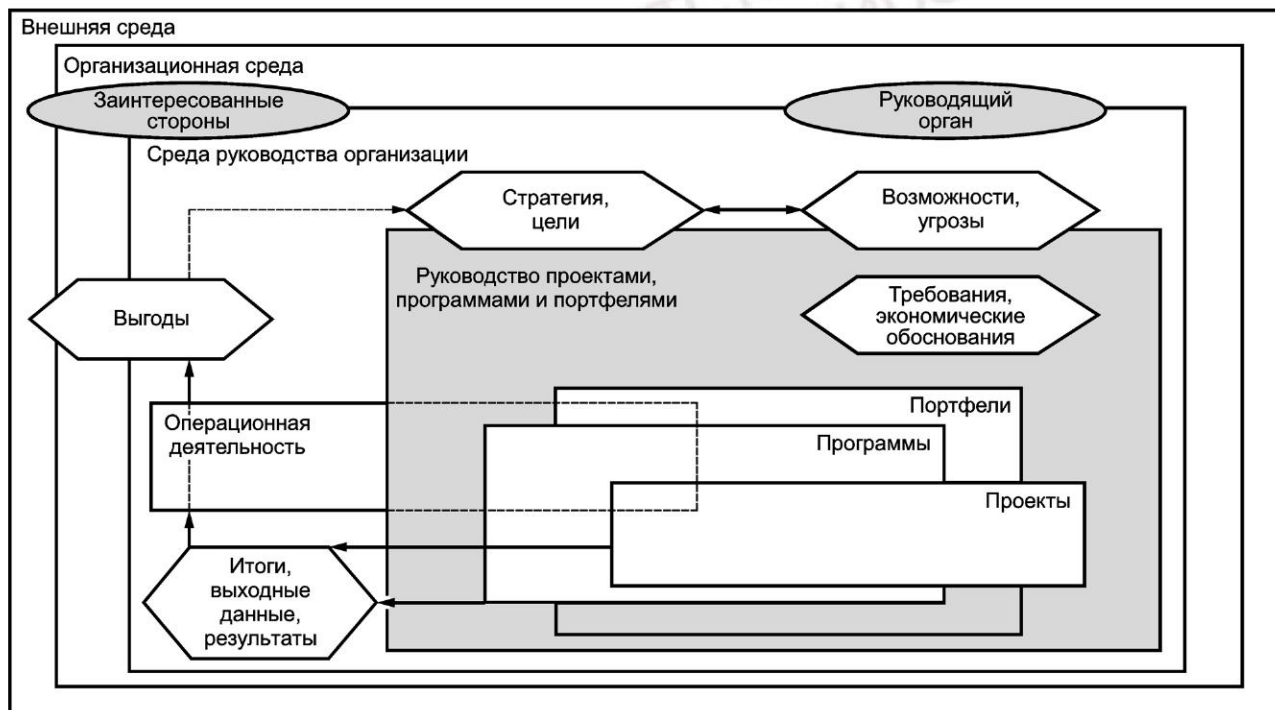 Внешняя среда
Организационная среда
Заинтересованные
стороны
Руководящий
орган
Среда руководства организации
Стратегия,
цели
Возможности,
угрозы
Руководство проектами,
программами и портфелями
Выгоды
Требования,
экономические
обоснования
Операционная
деятельность
Портфели
Программы
Проекты
Итоги,
выходные
данные,
результаты